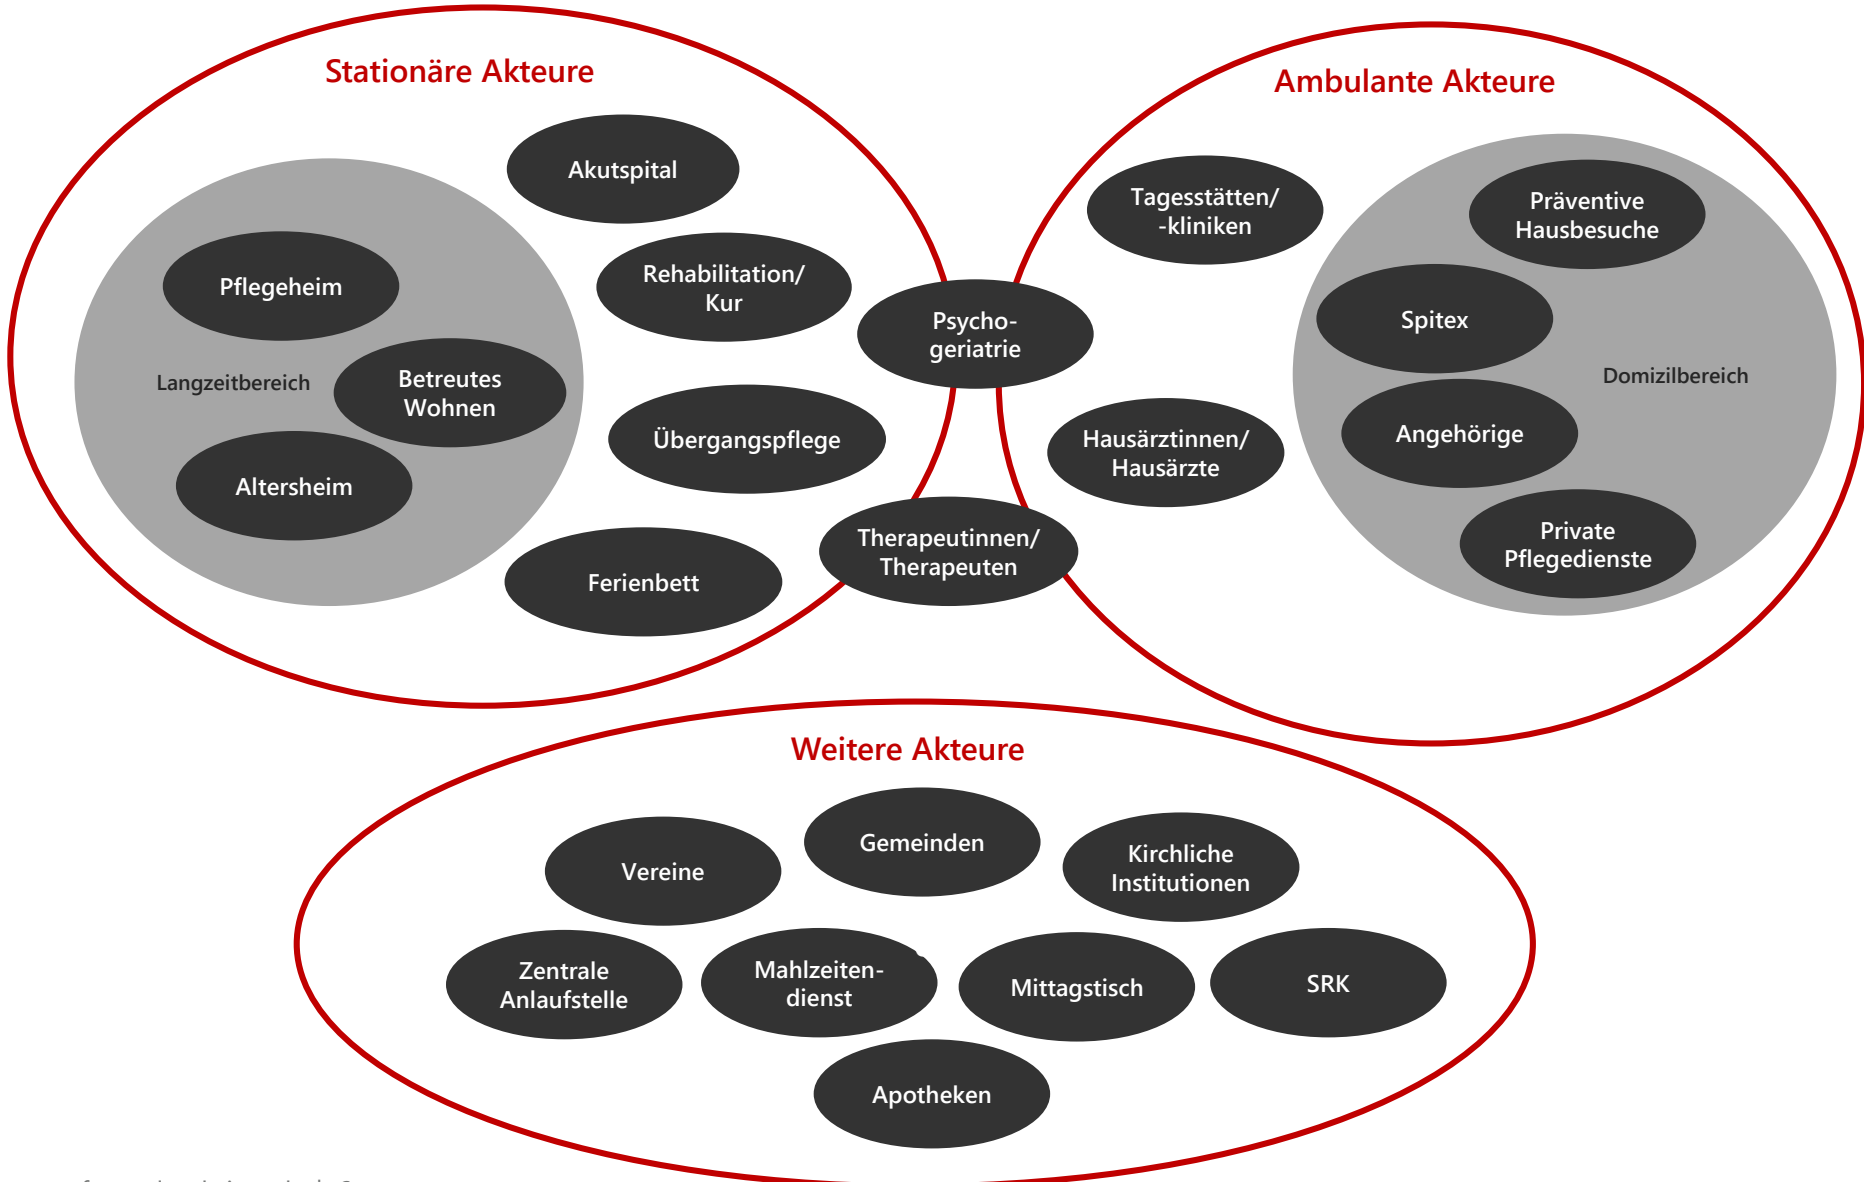 Stationäre Akteure
Akutspital
Pflegeheim
Rehabilitation/
Kur
Langzeitbereich
Betreutes
Wohnen
Übergangspflege
Altersheim
Ferienbett
Psycho-
geriatrie
Therapeutinnen/
Therapeuten
Ambulante Akteure
Tagesstätten/
-kliniken
Präventive
Hausbesuche
Spitex
Domizilbereich
Hausärztinnen/
Hausärzte
Angehörige
Private
Pflegedienste
Weitere Akteure
Vereine
Gemeinden
Kirchliche
Institutionen
Zentrale
Anlaufstelle
Mahlzeiten-
dienst
Mittagstisch
SRK
Apotheken